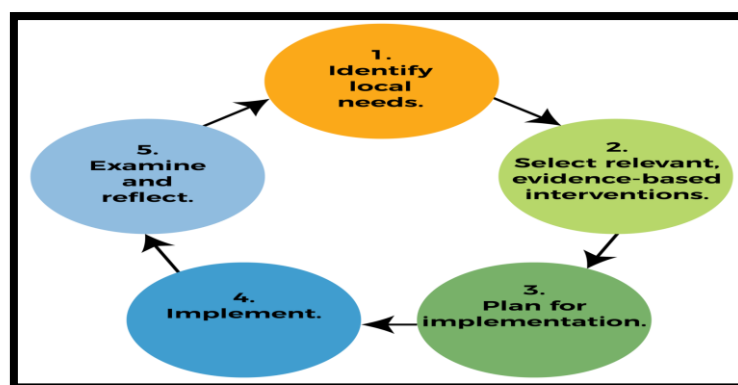 1.
Identify
local
needs.
2.
Select relevant,
evidence-based
interventions.
3.
Plan for
implementation.
4.
Implement.
5.
Examine
and
reflect.